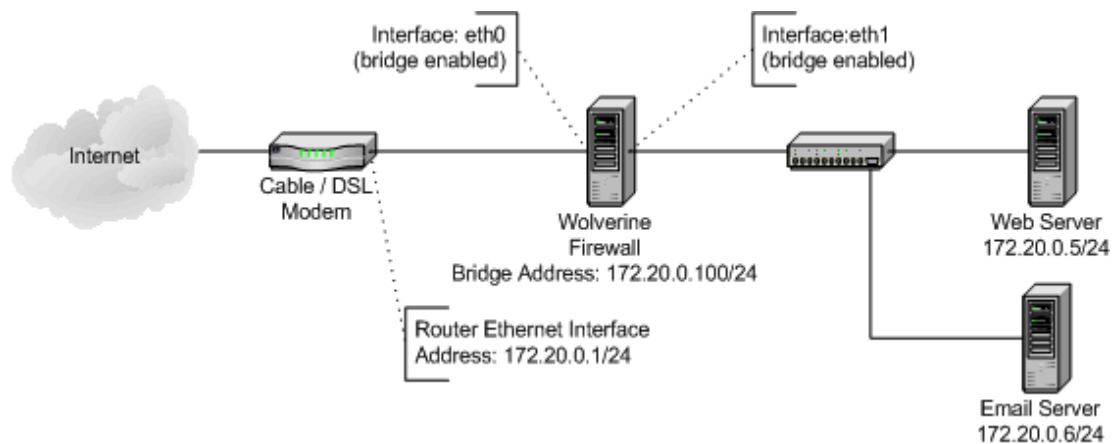 Interface: eth0
(bridge enabled)
Interface:eth1
(bridge enabled)
Internet
Cable / DSL
Modem
Wolverine
Firewall
Bridge Address: 172.20.0.100/24
Web Server
172.20.0.5/24
Router Ethernet Interface
Address: 172.20.0.1/24
Email Server
172.20.0.6/24